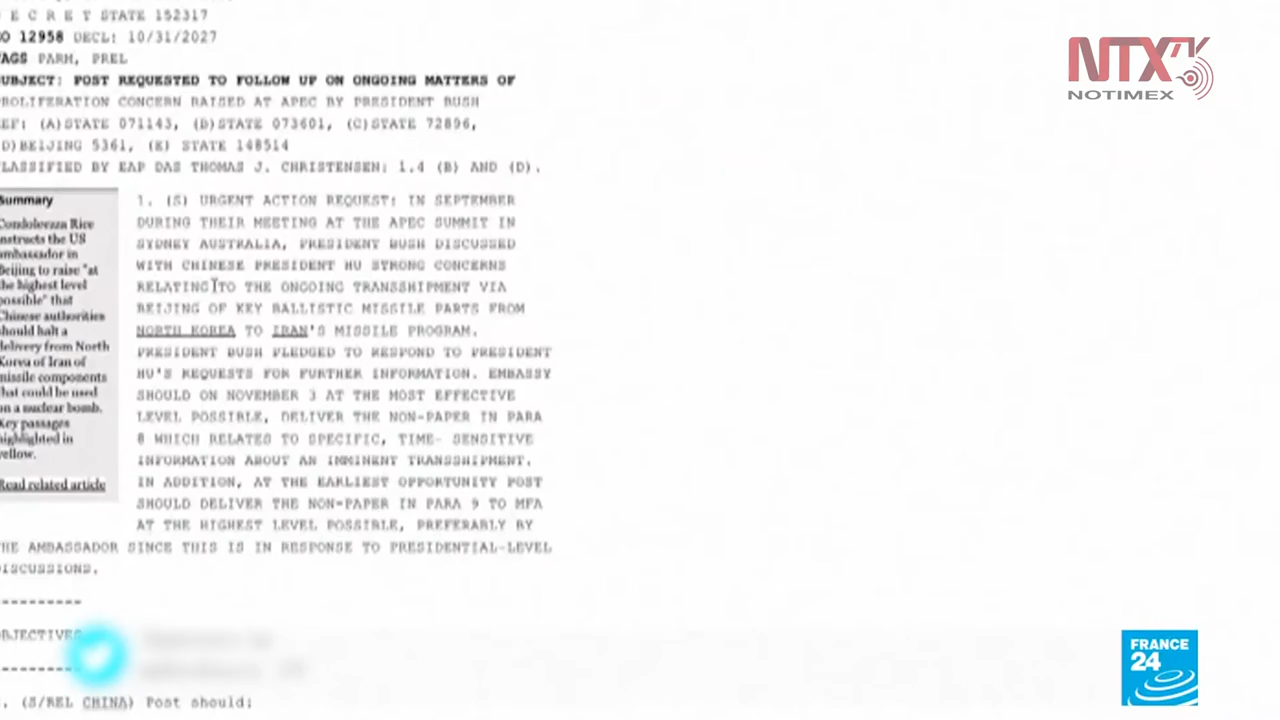 E C R E T STATE 152317
O 12958 DECL: 10/31/2027
AGS PARM, PREL
UBJECT: POST REQUESTED TO FOLLOW UP ON ONGOING MATTERS OF
ROLIFERATION CONCERN RAISED AT APEC BY PRESIDENT BUSH
EF: (A)STATE 071143, (B)STATE 073601, (C)STATE 72896,
D)BEIJING 5361, (E) STATE 148514
LASSIFIED BY EAP DAS THOMAS J. CHRISTENSEN: 1.4 (B) AND (D).
Summary
Condoleezza Rice
nstructs the US
ambassador in
Beijing to raise "at
the highest level
possible" that
Chinese authorities
should halt a
delivery from North
Korea of Iran of
missile components
that could be used
on a nuclear bomb.
Key passages
highlighted in
yellow.
Read related article
1. (S) URGENT ACTION REQUEST: IN SEPTEMBER
DURING THEIR MEETING AT THE APEC SUMMIT IN
SYDNEY AUSTRALIA, PRESIDENT BUSH DISCUSSED
WITH CHINESE PRESIDENT HU STRONG CONCERNS
RELATING TO THE ONGOING TRANSSHIPMENT VIA
BEIJING OF KEY BALLISTIC MISSILE PARTS FROM
NORTH KOREA TO IRAN'S MISSILE PROGRAM.
PRESIDENT BUSH PLEDGED TO RESPOND TO PRESIDENT
HU'S REQUESTS FOR FURTHER INFORMATION. EMBASSY
SHOULD ON NOVEMBER 3 AT THE MOST EFFECTIVE
LEVEL POSSIBLE, DELIVER THE NON-PAPER IN PARA
8 WHICH RELATES TO SPECIFIC, TIME- SENSITIVE
INFORMATION ABOUT AN IMMINENT TRANSSHIPMENT.
IN ADDITION, AT THE EARLIEST OPPORTUNITY POST
SHOULD DELIVER THE NON-PAPER IN PARA 9 TO MFA
AT THE HIGHEST LEVEL POSSIBLE, PREFERABLY BY
HE AMBASSADOR SINCE THIS IS IN RESPONSE TO PRESIDENTIAL-LEVEL
ISCUSSIONS.
----------
BJECTIVES
----------
. (S/REL CHINA) Post should:
NTX
NOTIMEX
FRANCE
24